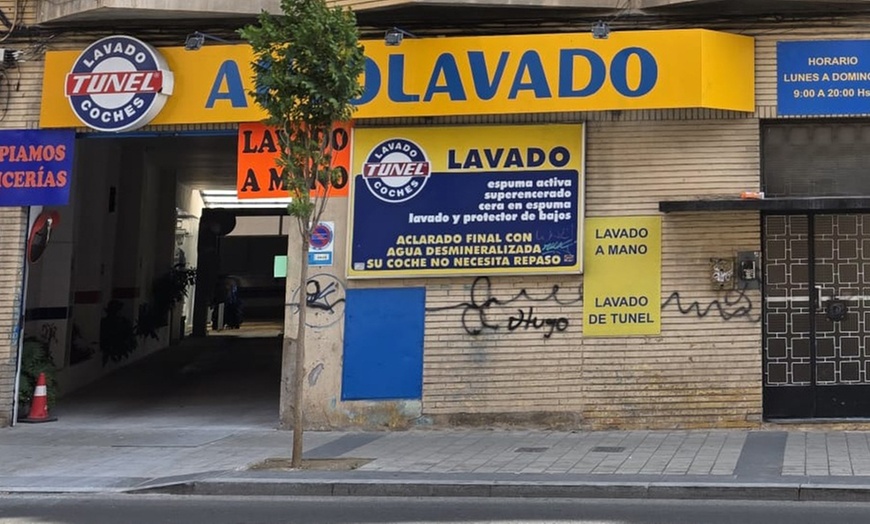 LAVADO
TUNEL
COCHES
LAVADO
HORARIO
LUNES A DOMINGO
9:00 A 20:00 Hs
PIAMOS
CERÍAS
LAVADO
A MANO
LAVADO
TUNEL
COCHES
LAVADO
espuma activa
superencerado
cera en espuma
lavado y protector de bajos
ACLARADO FINAL CON
AGUA DESMINERALIZADA
SU COCHE NO NECESITA REPASO
LAVADO
A MANO
LAVADO
DE TUNEL
Hugo